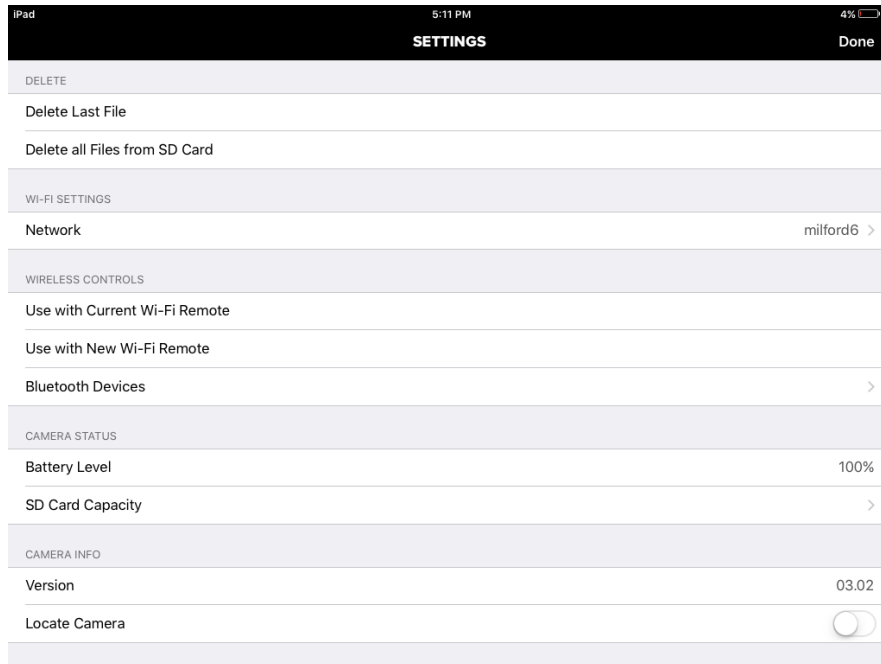 iPad 5:11 PM 4%
SETTINGS Done
DELETE
Delete Last File
Delete all Files from SD Card
WI-FI SETTINGS
Network milford6
WIRELESS CONTROLS
Use with Current Wi-Fi Remote
Use with New Wi-Fi Remote
Bluetooth Devices
CAMERA STATUS
Battery Level 100%
SD Card Capacity
CAMERA INFO
Version 03.02
Locate Camera